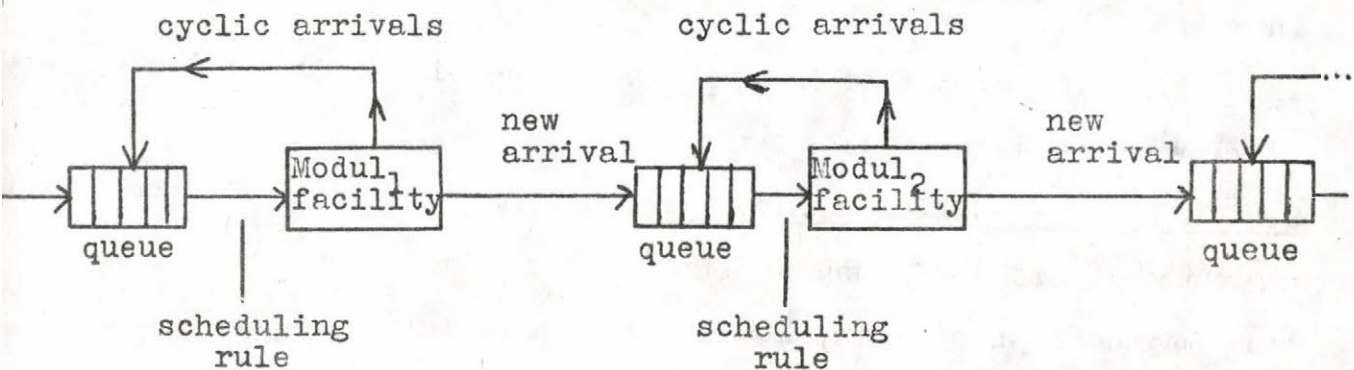 cyclic arrivals
cyclic arrivals
new
arrival
new
arrival
Modul1
facility
Modul2
facility
queue
queue
queue
scheduling
rule
scheduling
rule